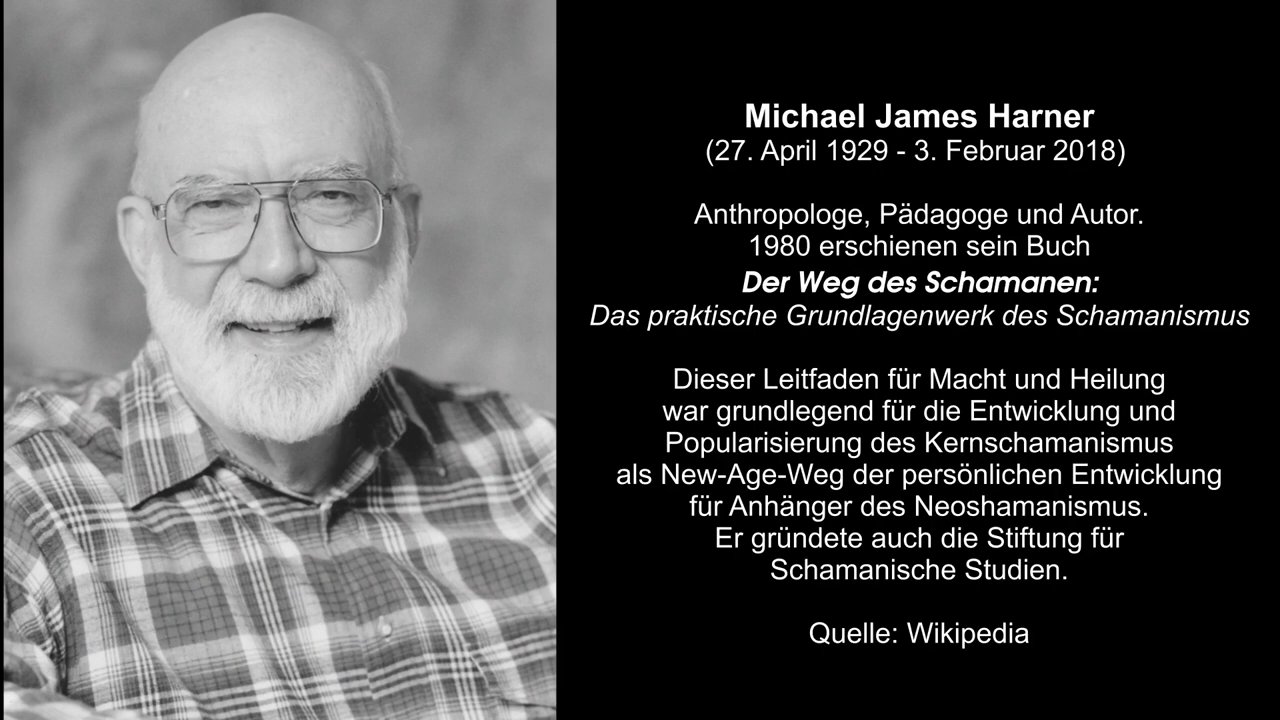 Michael James Harner
(27. April 1929 - 3. Februar 2018)
Anthropologe, Pädagoge und Autor.
1980 erschienen sein Buch
Der Weg des Schamanen:
Das praktische Grundlagenwerk des Schamanismus
Dieser Leitfaden für Macht und Heilung
war grundlegend für die Entwicklung und
Popularisierung des Kernschamanismus
als New-Age-Weg der persönlichen Entwicklung
für Anhänger des Neoshamanismus.
Er gründete auch die Stiftung für
Schamanische Studien.
Quelle: Wikipedia